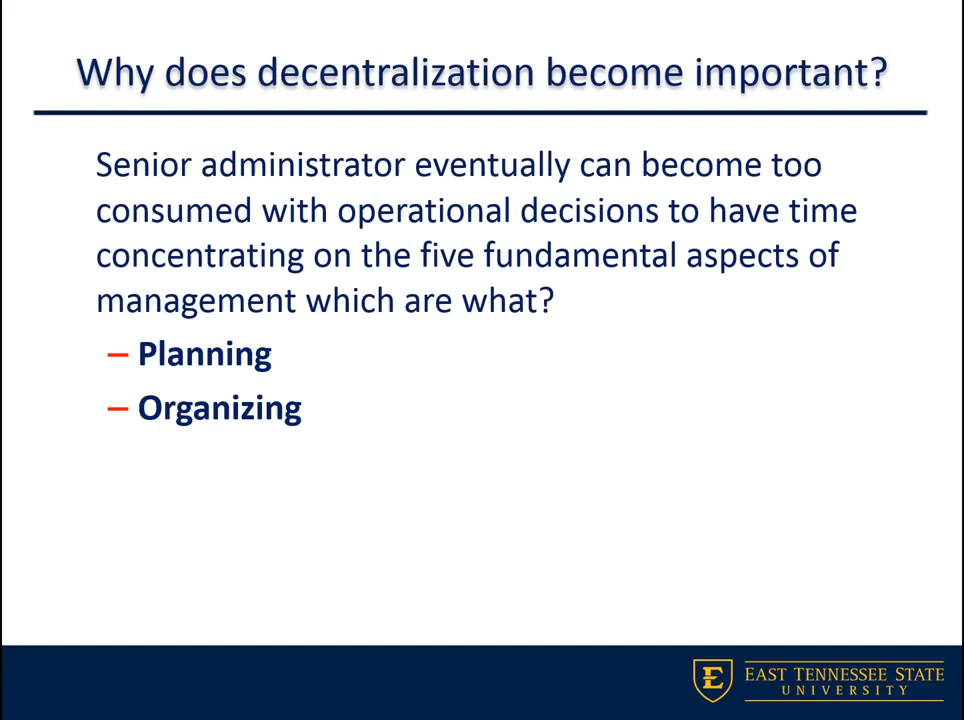 Why does decentralization become important?
Senior administrator eventually can become too
consumed with operational decisions to have time
concentrating on the five fundamental aspects of
management which are what?
– Planning
– Organizing
E
EAST TENNESSEE STATE
UNIVERSITY